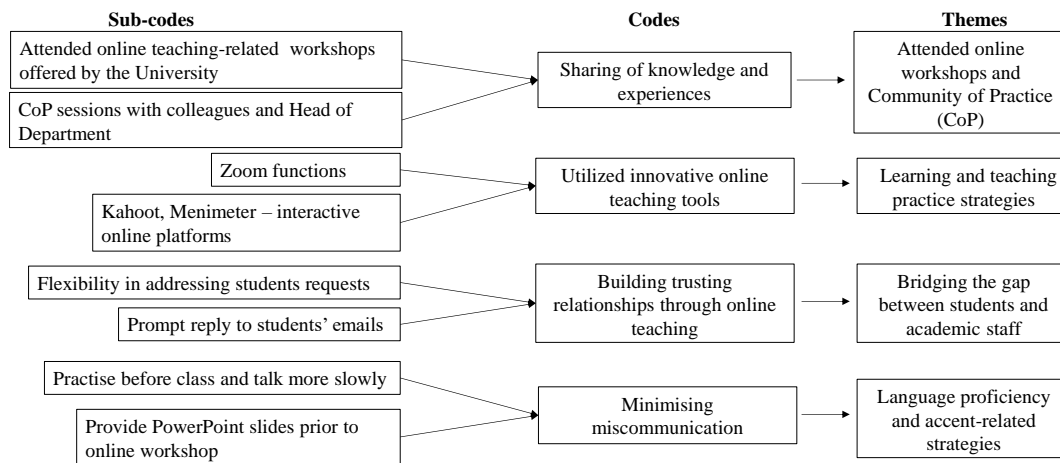 Sub-codes
Codes
Themes
Attended online teaching-related workshops
offered by the University
CoP sessions with colleagues and Head of
Department
Sharing of knowledge and
experiences
Attended online
workshops and
Community of Practice
(CoP)
Zoom functions
Kahoot, Menimeter – interactive
online platforms
Utilized innovative online
teaching tools
Learning and teaching
practice strategies
Flexibility in addressing students requests
Prompt reply to students’ emails
Building trusting
relationships through online
teaching
Bridging the gap
between students and
academic staff
Practise before class and talk more slowly
Provide PowerPoint slides prior to
online workshop
Minimising
miscommunication
Language proficiency
and accent-related
strategies